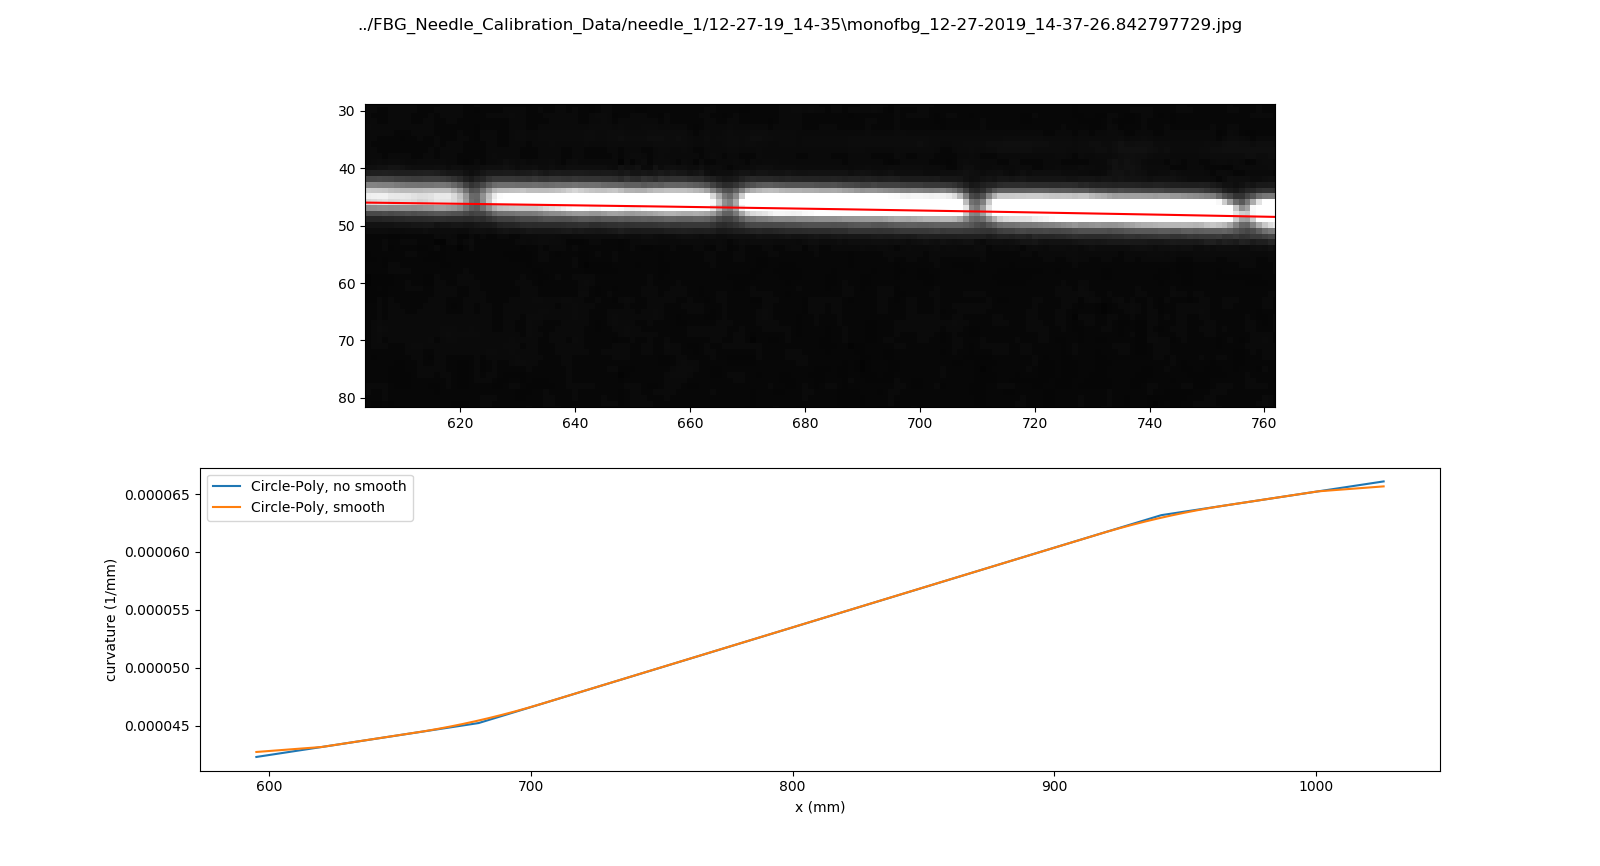 ../FBG_Needle_Calibration_Data/needle_1/12-27-19_14-35\monofbg_12-27-2019_14-37-26.842797729.jpg
30
40
50
60
70
80
620 640 660 680 700 720 740 760
Circle-Poly, no smooth
Circle-Poly, smooth
0.000065
0.000060
0.000055
0.000050
0.000045
curvature (1/mm)
600 700 800 900 1000
x (mm)